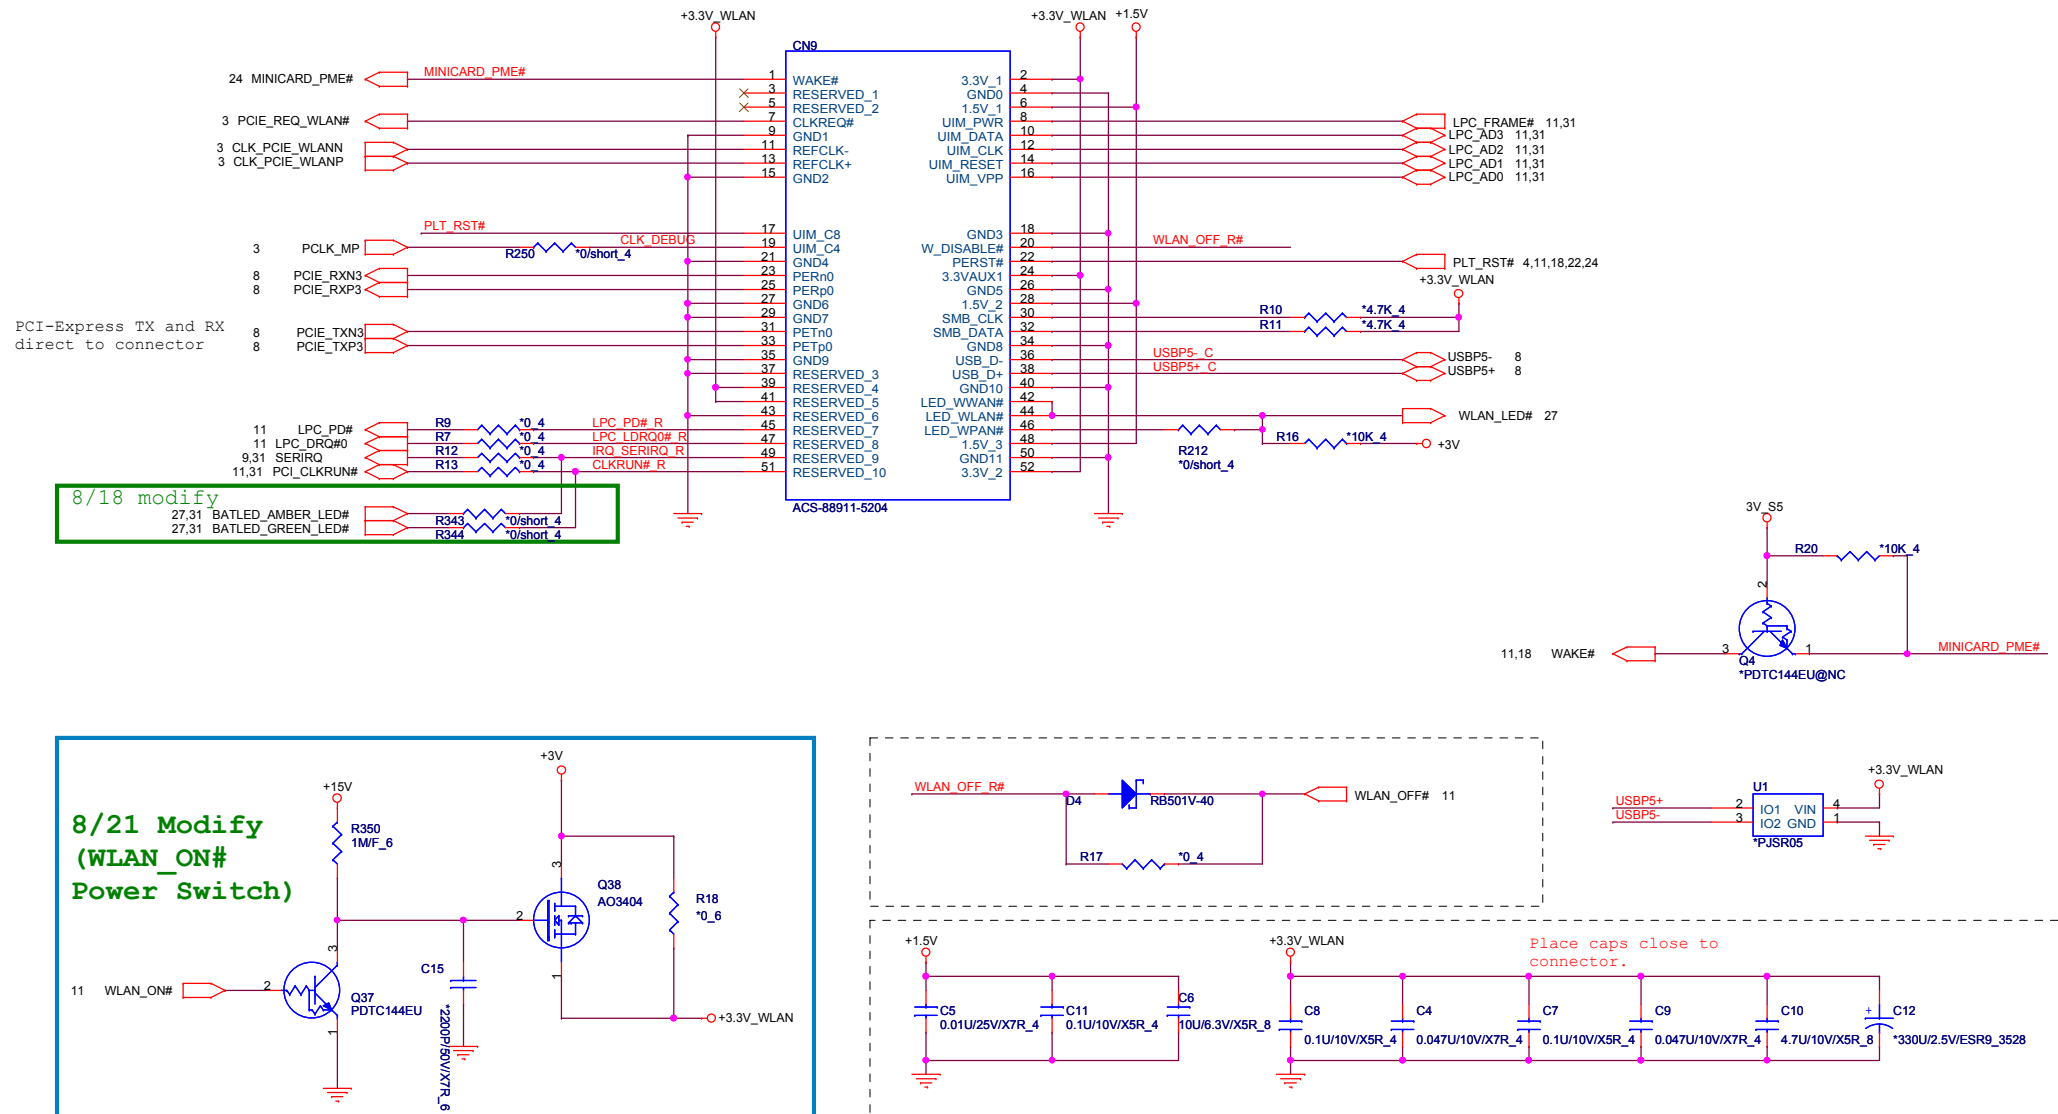 +3.3V_WLAN
+3.3V_WLAN +1.5V
CN9
24 MINICARD_PME# MINICARD_PME# 1 WAKE# 3.3V_1 2
3 RESERVED_1 GND0 4
5 RESERVED_2 1.5V_1 6
3 PCIE_REQ_WLAN# 7 CLKREQ# UIM_PWR 8 LPC_FRAME# 11,31
9 GND1 UIM_DATA 10 LPC_AD3 11,31
3 CLK_PCIE_WLANN 11 REFCLK- UIM_CLK 12 LPC_AD2 11,31
3 CLK_PCIE_WLANP 13 REFCLK+ UIM_RESET 14 LPC_AD1 11,31
15 GND2 UIM_VPP 16 LPC_AD0 11,31
PLT_RST# 17 UIM_C8 GND3 18
3 PCLK_MP R250 *0/short_4 CLK_DEBUG 19 UIM_C4 W_DISABLE# 20 WLAN_OFF_R#
21 GND4 PERST# 22 PLT_RST# 4,11,18,22,24
8 PCIE_RXN3 23 PERn0 3.3VAUX1 24 +3.3V_WLAN
8 PCIE_RXP3 25 PERp0 GND5 26
27 GND6 1.5V_2 28
29 GND7 SMB_CLK 30 R10 *4.7K_4
PCI-Express TX and RX
direct to connector
8 PCIE_TXN3 31 PETn0 SMB_DATA 32 R11 *4.7K_4
8 PCIE_TXP3 33 PETp0 GND8 34
35 GND9 USB_D- 36 USBP5-_C USBP5- 8
37 RESERVED_3 USB_D+ 38 USBP5+_C USBP5+ 8
39 RESERVED_4 GND10 40
41 RESERVED_5 LED_WWAN# 42
43 RESERVED_6 LED_WLAN# 44 WLAN_LED# 27
11 LPC_PD# R9 *0_4 LPC_PD#_R 45 RESERVED_7 LED_WPAN# 46
11 LPC_DRQ#0 R7 *0_4 LPC_LDRQ0#_R 47 RESERVED_8 1.5V_3 48 R212 *0/short_4 R16 *10K_4 +3V
9,31 SERIRQ R12 *0_4 IRQ_SERIRQ_R 49 RESERVED_9 GND11 50
11,31 PCI_CLKRUN# R13 *0_4 CLKRUN#_R 51 RESERVED_10 3.3V_2 52
8/18 modify
ACS-88911-5204
27,31 BATLED_AMBER_LED# R343 *0/short_4
27,31 BATLED_GREEN_LED# R344 *0/short_4
3V_S5
R20 *10K_4
2
11,18 WAKE# 3 1 MINICARD_PME#
Q4
*PDTC144EU@NC
8/21 Modify
(WLAN_ON#
Power Switch)
+15V
R350
1M/F_6
+3V
3
Q38
AO3404
2
1
R18
*0_6
C15
*2200P/50V/X7R_6
11 WLAN_ON# 2
3
Q37
PDTC144EU
1
+3.3V_WLAN
WLAN_OFF_R# D4 RB501V-40 WLAN_OFF# 11
R17 *0_4
U1
+3.3V_WLAN
USBP5+ 2 IO1 VIN 4
USBP5- 3 IO2 GND 1
*PJSR05
+1.5V
C5
0.01U/25V/X7R_4
C11
0.1U/10V/X5R_4
C6
10U/6.3V/X5R_8
+3.3V_WLAN
Place caps close to
connector.
C8
0.1U/10V/X5R_4
C4
0.047U/10V/X7R_4
C7
0.1U/10V/X5R_4
C9
0.047U/10V/X7R_4
C10
4.7U/10V/X5R_8
+ C12
*330U/2.5V/ESR9_3528